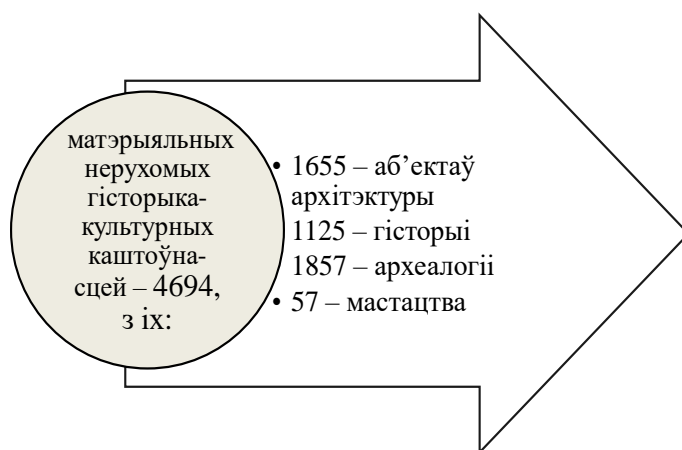 матэрыяльных
нерухомых
гісторыка-
культурных
каштоўна-
сцей – 4694,
з іх:
• 1655 – аб’ектаў
архітэктуры
1125 – гісторыі
1857 – археалогіі
• 57 – мастацтва